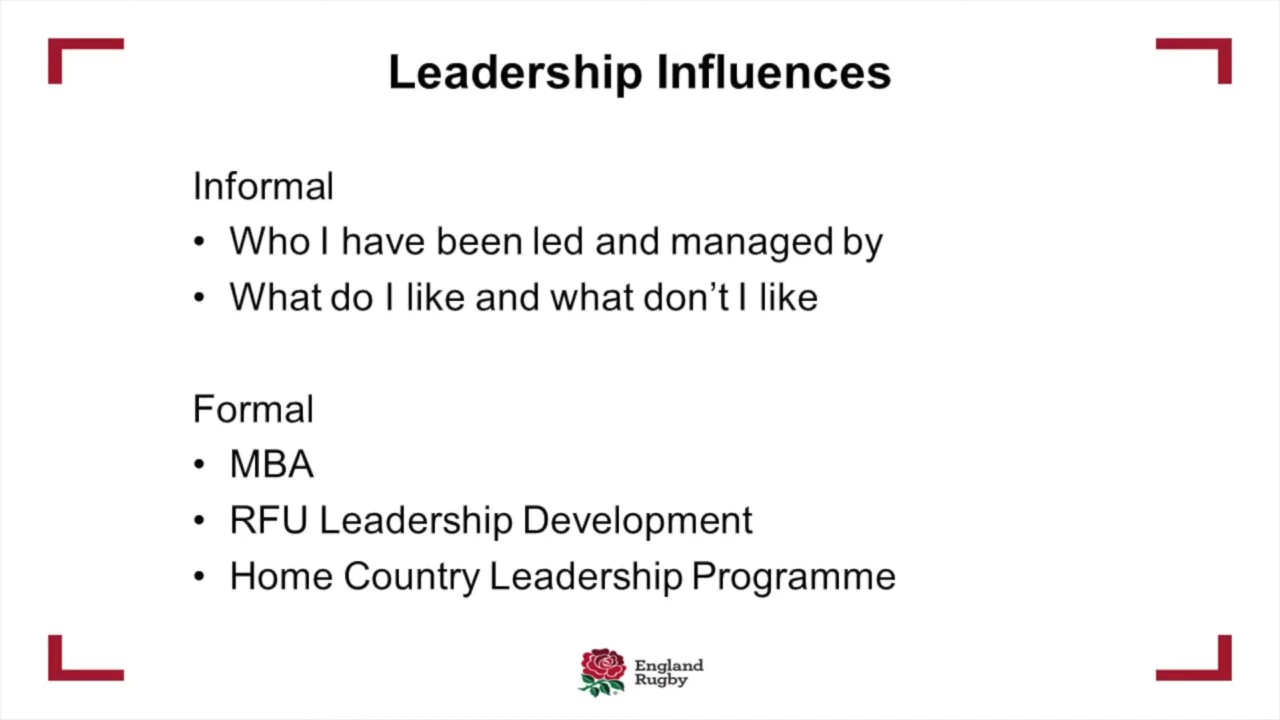 Leadership Influences
Informal
• Who I have been led and managed by
• What do I like and what don’t I like
Formal
• MBA
• RFU Leadership Development
• Home Country Leadership Programme
England
Rugby